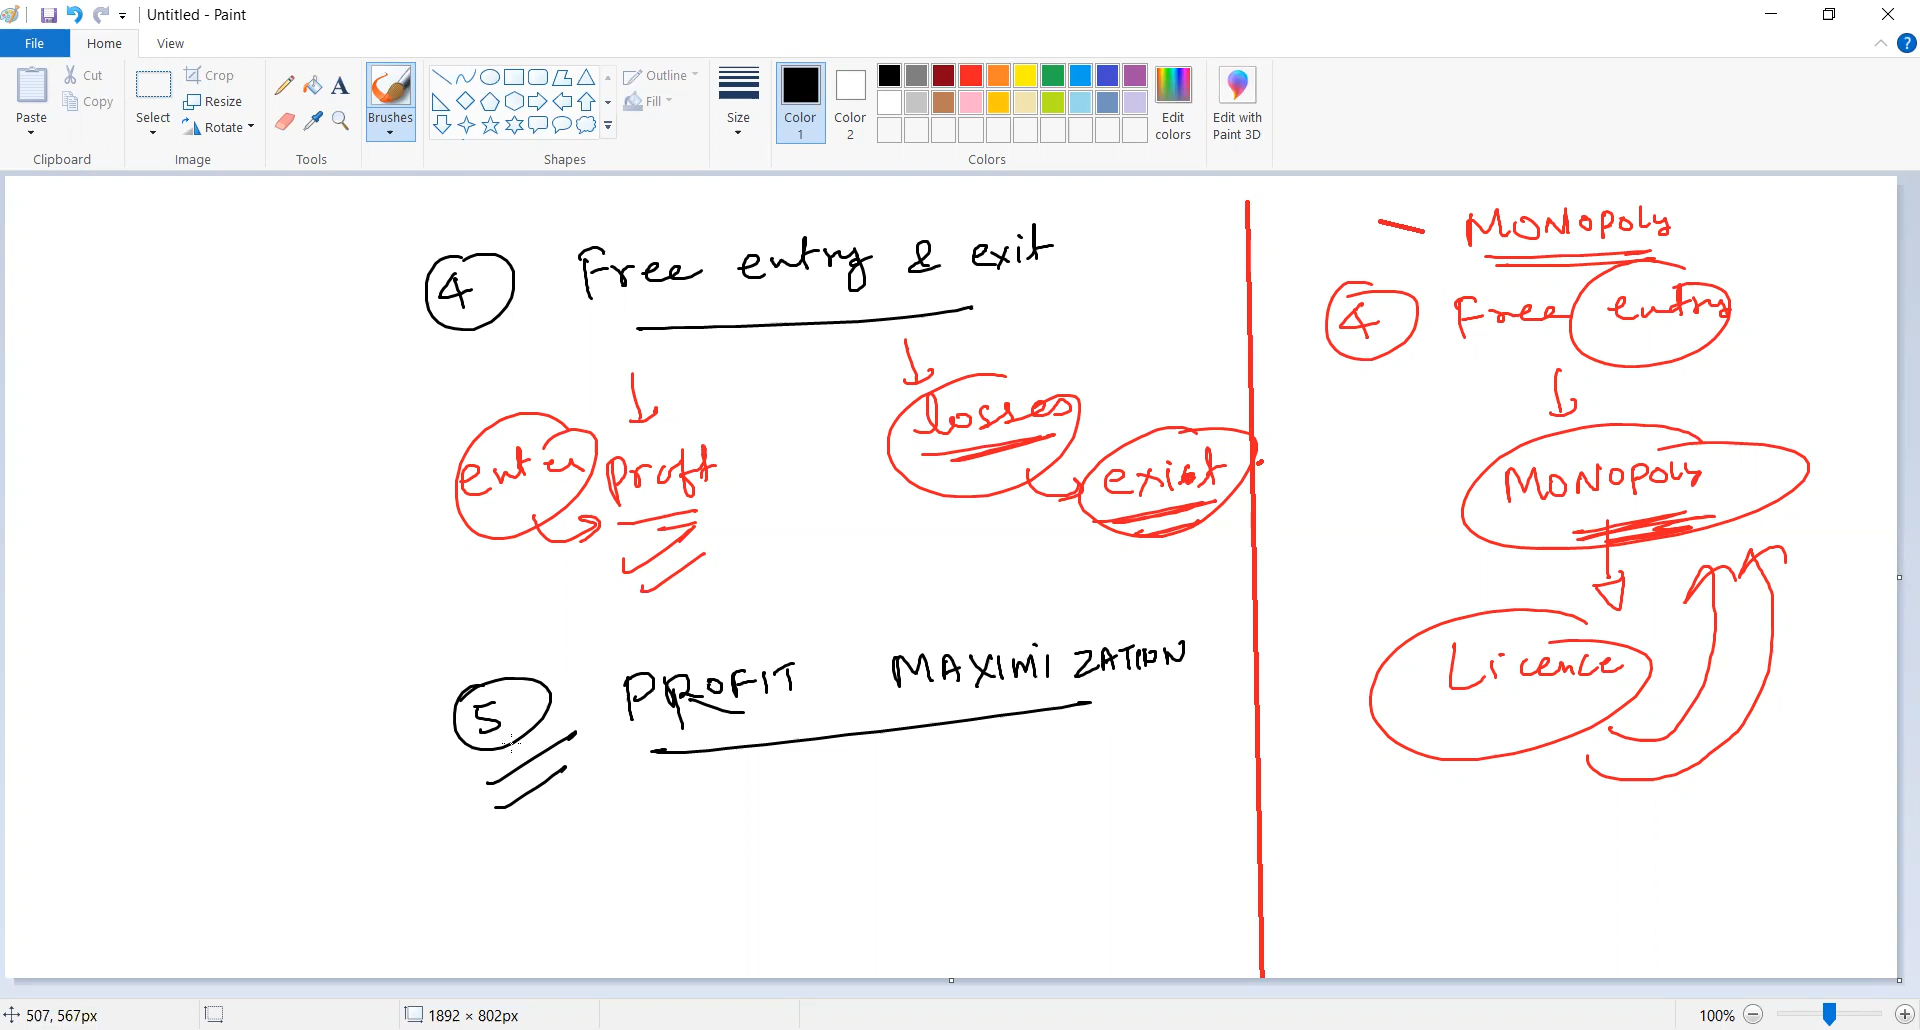 Untitled - Paint
File Home View
Cut
Copy
Paste
Clipboard
Crop
Resize
Rotate
Select
Image
Tools
Brushes
Outline
Fill
Shapes
Size
Color 1
Color 2
Colors
Edit colors
Edit with Paint 3D
4 Free entry & exit
enter profit
losses
exist
5 PROFIT MAXIMIZATION
MONOPOLY
4 Free entry
MONOPOLY
Licence
507, 567px
1892 × 802px
100%